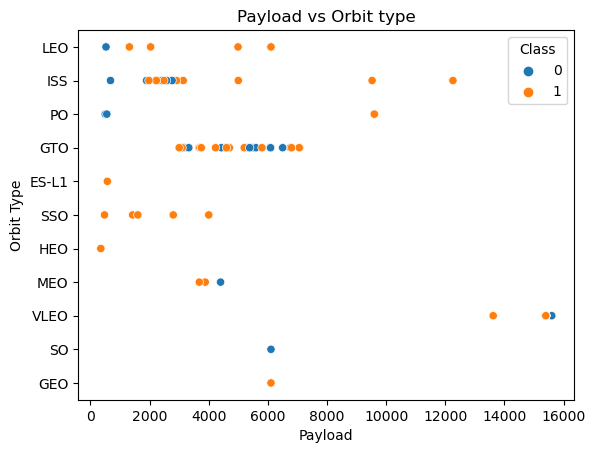 Payload vs Orbit type
Class
0
1
Orbit Type
LEO
ISS
PO
GTO
ES-L1
SSO
HEO
MEO
VLEO
SO
GEO
0 2000 4000 6000 8000 10000 12000 14000 16000
Payload